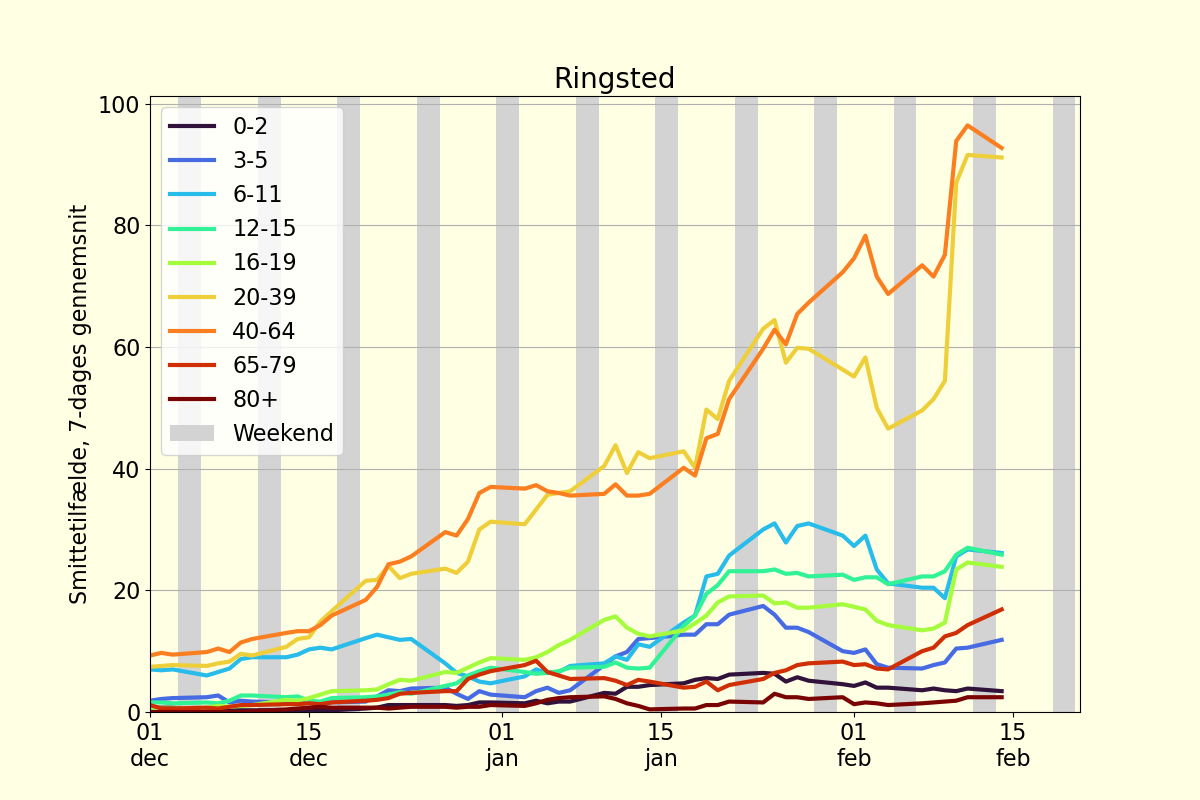 Ringsted
Smittetilfælde, 7-dages gennemsnit
100
80
60
40
20
0
0-2
3-5
6-11
12-15
16-19
20-39
40-64
65-79
80+
Weekend
01 dec
15 dec
01 jan
15 jan
01 feb
15 feb